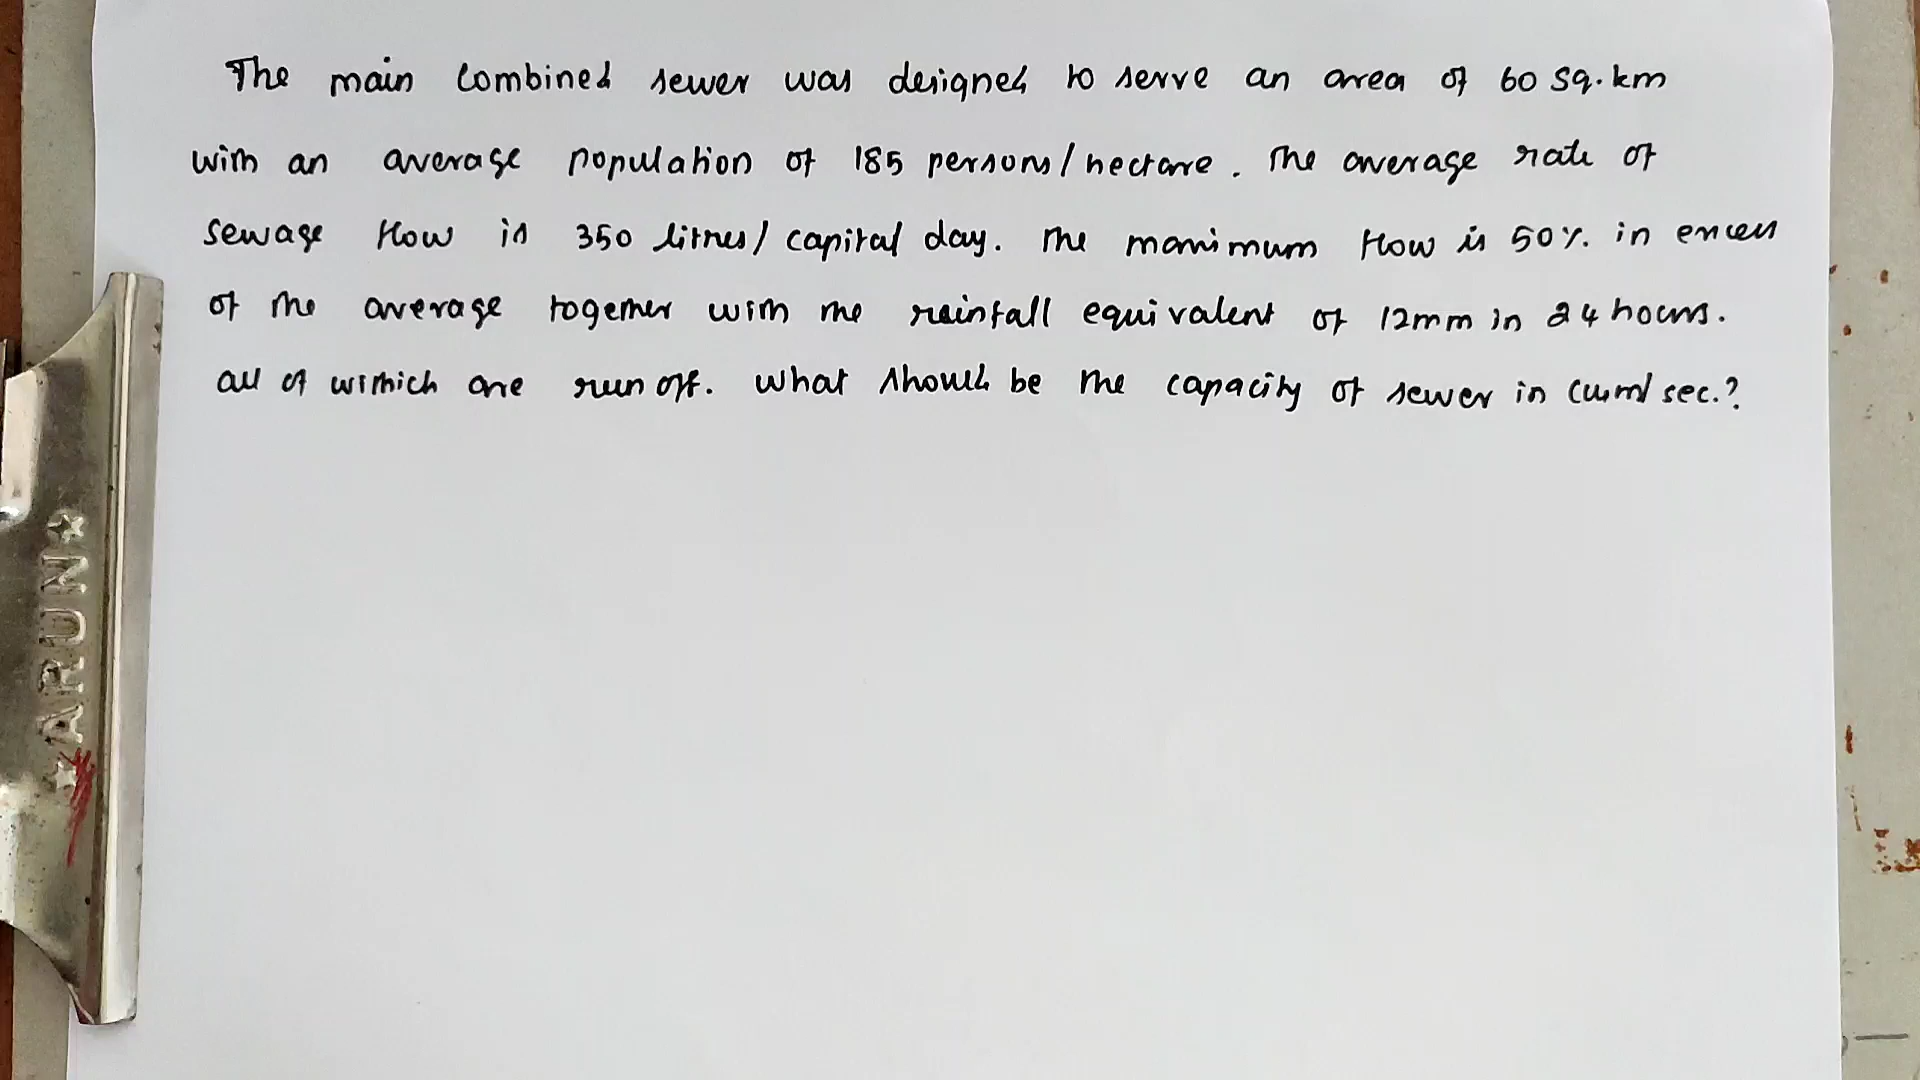 The main combined sewer was designed to serve an area of 60 sq.km
with an average population of 185 persons/hectare. The average rate of
sewage flow is 350 litres/capital day. The maximum flow is 50%. in excess
of the average together with the rainfall equivalent of 12mm in 24 hours.
all of wihich are run off. what should be the capacity of sewer in cum/sec.?
ARUN